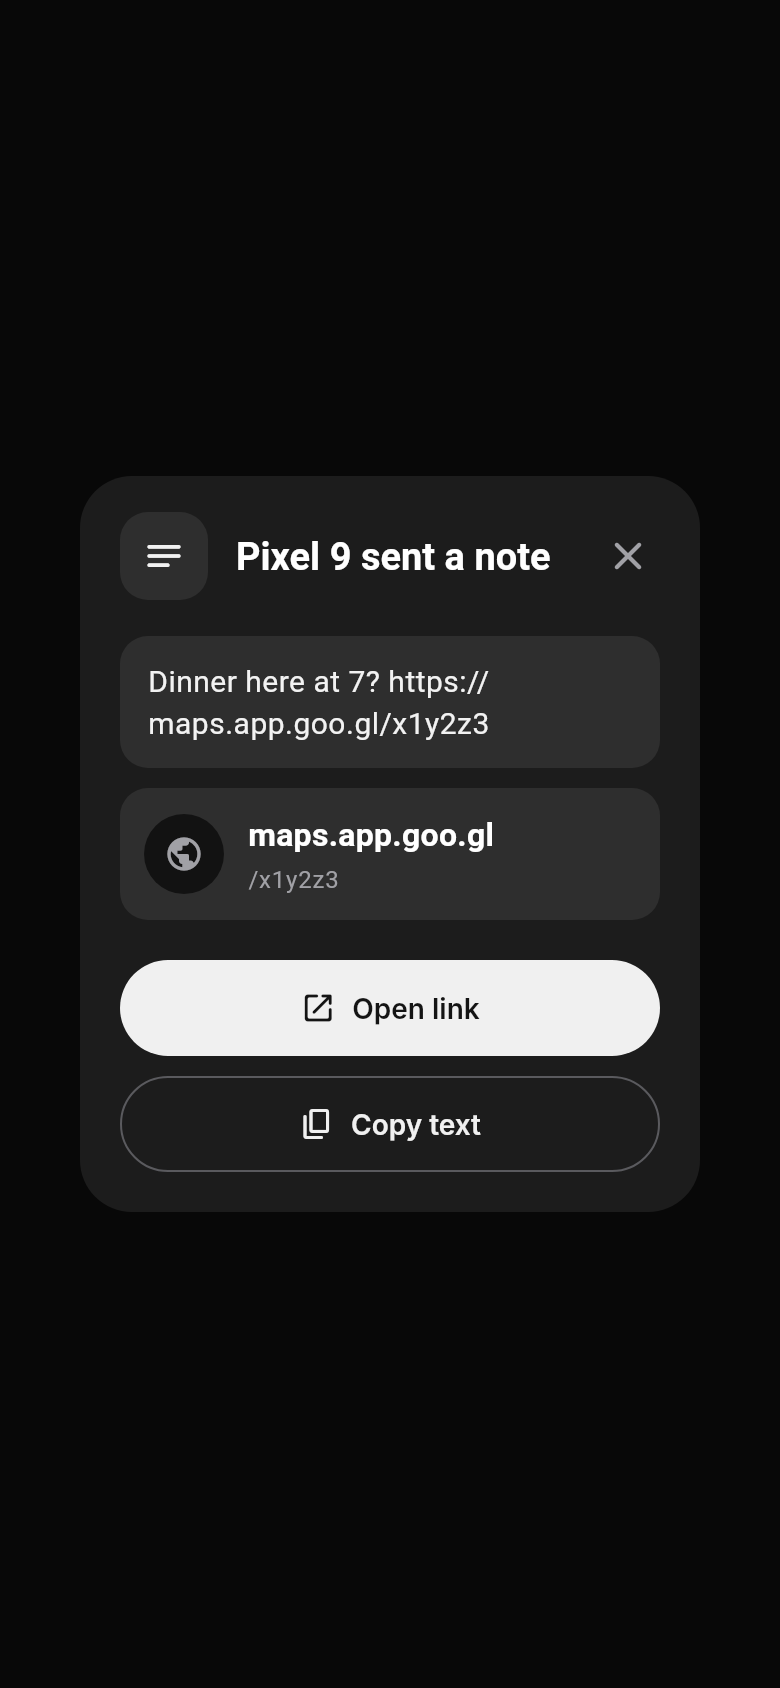 Pixel 9 sent a note
Dinner here at 7? https://
maps.app.goo.gl/x1y2z3
maps.app.goo.gl
/x1y2z3
Open link
Copy text